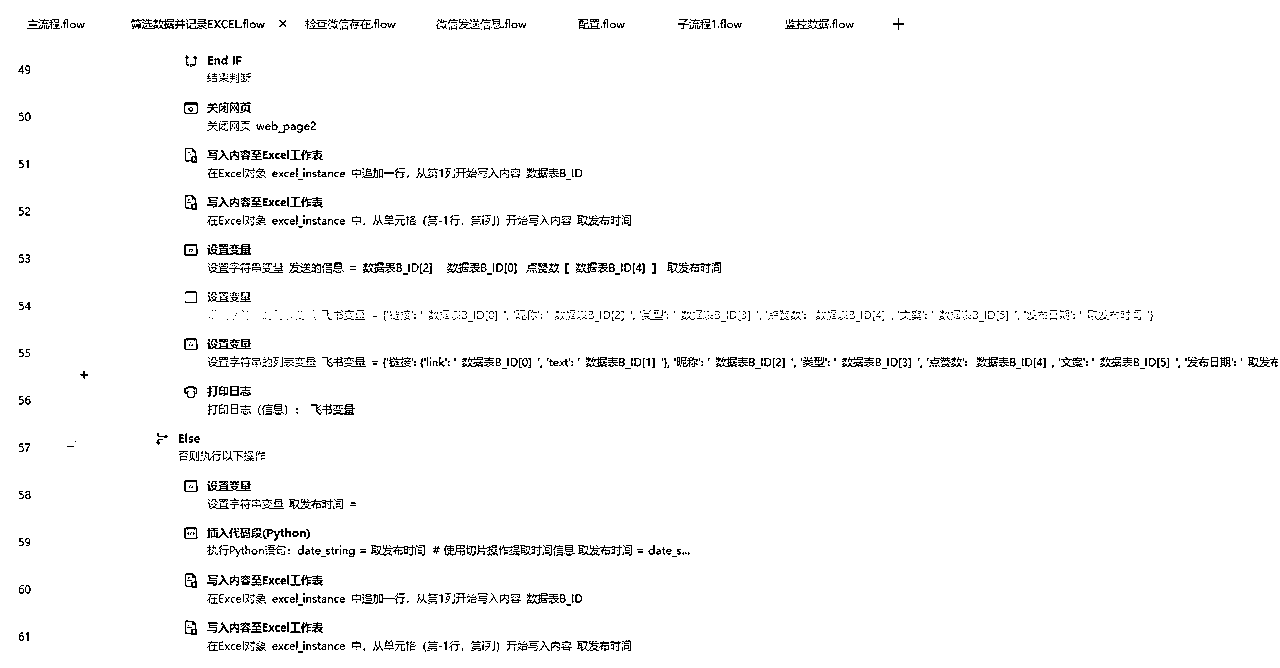 主流程.flow 筛选数据并记录EXCEL.flow × 检查微信存在.flow 微信发送信息.flow 配置.flow 子流程1.flow 监控数据.flow +
49 End IF
结束判断
50 关闭网页
关闭网页 web_page2
51 写入内容至Excel工作表
在Excel对象 excel_instance 中追加一行，从第1列开始写入内容 数据表B_ID
52 写入内容至Excel工作表
在Excel对象 excel_instance 中，从单元格（第-1行，第i列）开始写入内容 取发布时间
53 设置变量
设置字符串变量 发送的信息 = 数据表B_ID[2] 数据表B_ID[0] 点赞数【 数据表B_ID[4] 】 取发布时间
54 设置变量
飞书变量 = {'链接': ' 数据表B_ID[0] ', '昵称': ' 数据表B_ID[2] ', '类型': ' 数据表B_ID[3] ', '点赞数': 数据表B_ID[4] , '文案': ' 数据表B_ID[5] ', '发布日期': ' 取发布时间 '}
55 设置变量
设置字符串的列表变量 飞书变量 = {'链接': {'link': ' 数据表B_ID[0] ', 'text': ' 数据表B_ID[1] '}, '昵称': ' 数据表B_ID[2] ', '类型': ' 数据表B_ID[3] ', '点赞数': 数据表B_ID[4] , '文案': ' 数据表B_ID[5] ', '发布日期': ' 取发布
56 打印日志
打印日志（信息）： 飞书变量
57 Else
否则执行以下操作
58 设置变量
设置字符串变量 取发布时间 =
59 插入代码段(Python)
执行Python语句：date_string = 取发布时间 # 使用切片操作提取时间信息 取发布时间 = date_s...
60 写入内容至Excel工作表
在Excel对象 excel_instance 中追加一行，从第1列开始写入内容 数据表B_ID
61 写入内容至Excel工作表
在Excel对象 excel_instance 中，从单元格（第-1行，第i列）开始写入内容 取发布时间